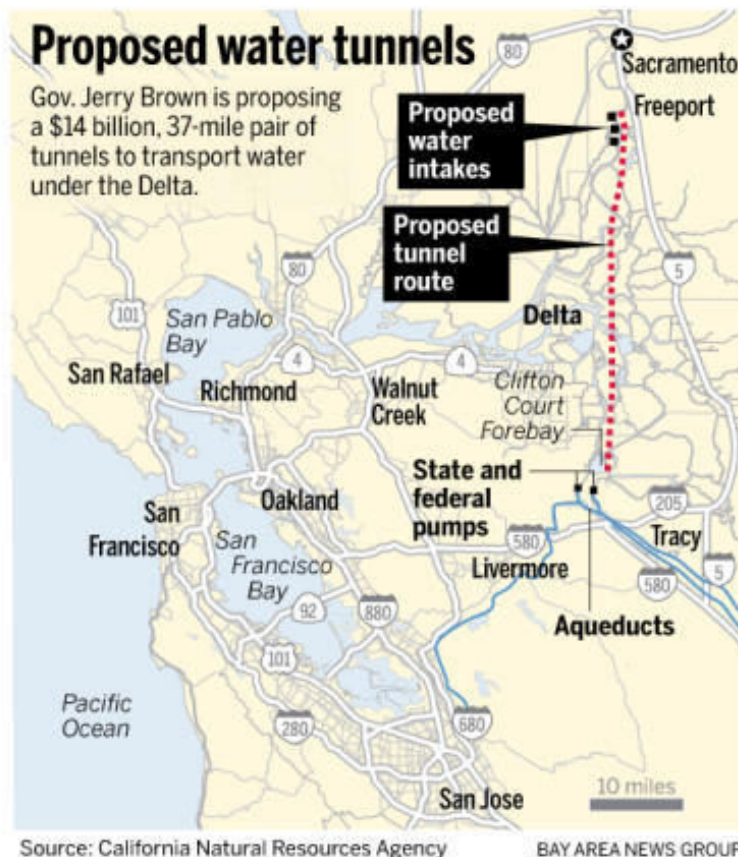 Proposed water tunnels
Gov. Jerry Brown is proposing
a $14 billion, 37-mile pair of
tunnels to transport water
under the Delta.
80
Sacramento
Freeport
Proposed
water
intakes
Proposed
tunnel
route
5
80
101
San Pablo
Bay
Delta
4
4
San Rafael
Richmond
Walnut
Creek
Clifton
Court
Forebay
State and
federal
pumps
Oakland
San
Francisco
205
Tracy
San
Francisco
Bay
580
Livermore
5
580
92
880
Aqueducts
101
Pacific
Ocean
280
680
10 miles
San Jose
Source: California Natural Resources Agency
BAY AREA NEWS GROUP